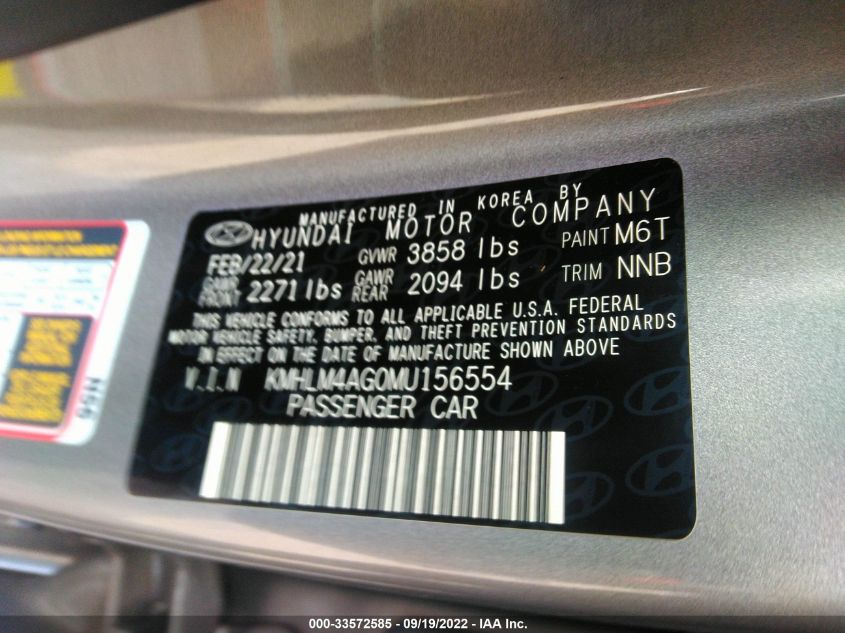 MANUFACTURED IN KOREA BY
HYUNDAI MOTOR COMPANY
FEB/22/21 GVWR 3858 lbs PAINT M6T
GAWR FRONT 2271 lbs GAWR REAR 2094 lbs TRIM NNB
THIS VEHICLE CONFORMS TO ALL APPLICABLE U.S.A. FEDERAL
MOTOR VEHICLE SAFETY, BUMPER, AND THEFT PREVENTION STANDARDS
IN EFFECT ON THE DATE OF MANUFACTURE SHOWN ABOVE
V.I.N KMHLM4AG0MU156554
PASSENGER CAR
NS6
000-33572585 - 09/19/2022 - IAA Inc.